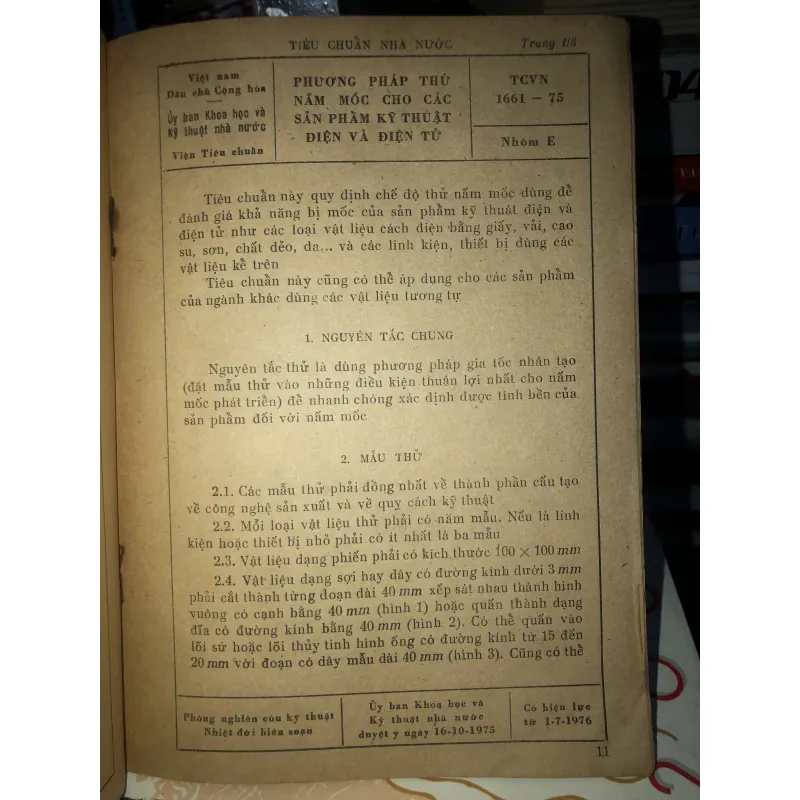 TIÊU CHUẨN NHÀ NƯỚC
Trang 1/8
Việt nam
Dân chủ Cộng hòa
Ủy ban Khoa học và
Kỹ thuật nhà nước
Viện Tiêu chuẩn
PHƯƠNG PHÁP THỬ
NẤM MỐC CHO CÁC
SẢN PHẨM KỸ THUẬT
ĐIỆN VÀ ĐIỆN TỬ
TCVN
1661 — 75
Nhóm E
Tiêu chuẩn này quy định chế độ thử nấm mốc dùng để
đánh giá khả năng bị mốc của sản phẩm kỹ thuật điện và
điện tử như các loại vật liệu cách điện bằng giấy, vải, cao
su, sơn, chất dẻo, da... và các linh kiện, thiết bị dùng các
vật liệu kể trên
Tiêu chuẩn này cũng có thể áp dụng cho các sản phẩm
của ngành khác dùng các vật liệu tương tự
1. NGUYÊN TẮC CHUNG
Nguyên tắc thử là dùng phương pháp gia tốc nhân tạo
(đặt mẫu thử vào những điều kiện thuận lợi nhất cho nấm
mốc phát triển) để nhanh chóng xác định được tính bền của
sản phẩm đối với nấm mốc
2. MẪU THỬ
2.1. Các mẫu thử phải đồng nhất về thành phần cấu tạo
về công nghệ sản xuất và về quy cách kỹ thuật
2.2. Mỗi loại vật liệu thử phải có năm mẫu. Nếu là linh
kiện hoặc thiết bị nhỏ phải có ít nhất là ba mẫu
2.3. Vật liệu dạng phiến phải có kích thước 100 × 100 mm
2.4. Vật liệu dạng sợi hay dây có đường kính dưới 3 mm
phải cắt thành từng đoạn dài 40 mm xếp sát nhau thành hình
vuông có cạnh bằng 40 mm (hình 1) hoặc quấn thành dạng
đĩa có đường kính bằng 40 mm (hình 2). Có thể quấn vào
lõi sứ hoặc lõi thủy tinh hình ống có đường kính từ 15 đến
20 mm với đoạn có dây mẫu dài 40 mm (hình 3). Cũng có thể
Phòng nghiên cứu kỹ thuật
Nhiệt đới biên soạn
Ủy ban Khoa học và
Kỹ thuật nhà nước
duyệt y ngày 16-10-1975
Có hiệu lực
từ 1-7-1976
11